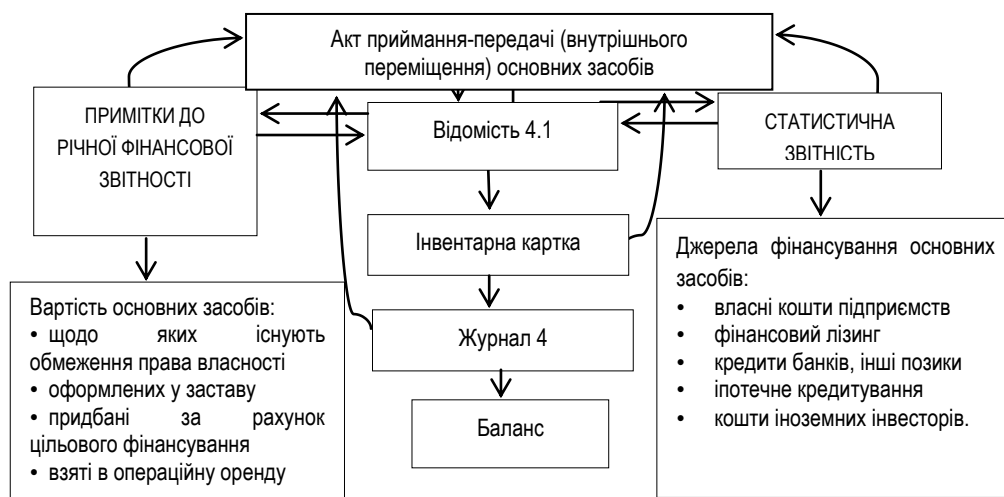 Акт приймання-передачі (внутрішнього
переміщення) основних засобів
ПРИМІТКИ ДО
РІЧНОЇ ФІНАНСОВОЇ
ЗВІТНОСТІ
Відомість 4.1
СТАТИСТИЧНА
ЗВІТНІСТЬ
Інвентарна картка
Журнал 4
Баланс
Вартість основних засобів:
• щодо яких існують
обмеження права власності
• оформлених у заставу
• придбані за рахунок
цільового фінансування
• взяті в операційну оренду
Джерела фінансування основних
засобів:
• власні кошти підприємств
• фінансовий лізинг
• кредити банків, інші позики
• іпотечне кредитування
• кошти іноземних інвесторів.